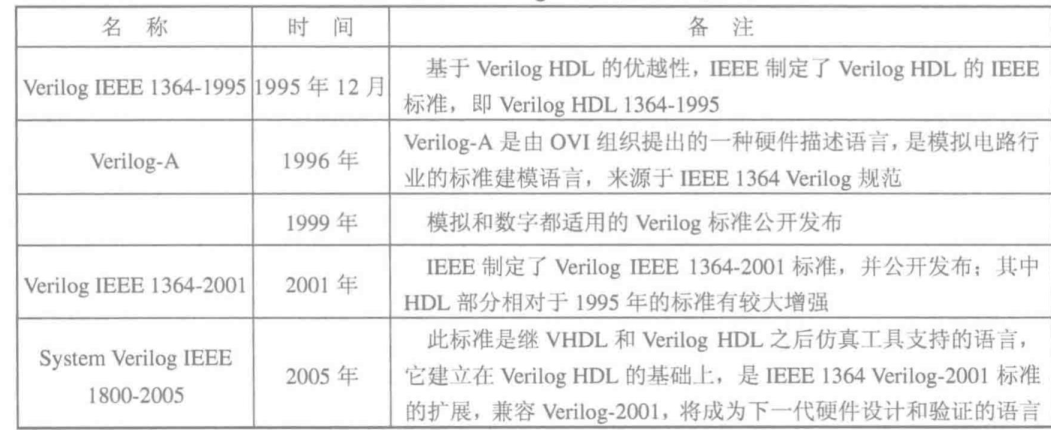 名 称 时 间 备 注
Verilog IEEE 1364-1995 1995 年 12 月 基于 Verilog HDL 的优越性，IEEE 制定了 Verilog HDL 的 IEEE
标准，即 Verilog HDL 1364-1995
Verilog-A 1996 年 Verilog-A 是由 OVI 组织提出的一种硬件描述语言，是模拟电路行
业的标准建模语言，来源于 IEEE 1364 Verilog 规范
1999 年 模拟和数字都适用的 Verilog 标准公开发布
Verilog IEEE 1364-2001 2001 年 IEEE 制定了 Verilog IEEE 1364-2001 标准，并公开发布；其中
HDL 部分相对于 1995 年的标准有较大增强
System Verilog IEEE
1800-2005 2005 年 此标准是继 VHDL 和 Verilog HDL 之后仿真工具支持的语言，
它建立在 Verilog HDL 的基础上，是 IEEE 1364 Verilog-2001 标准
的扩展，兼容 Verilog-2001，将成为下一代硬件设计和验证的语言